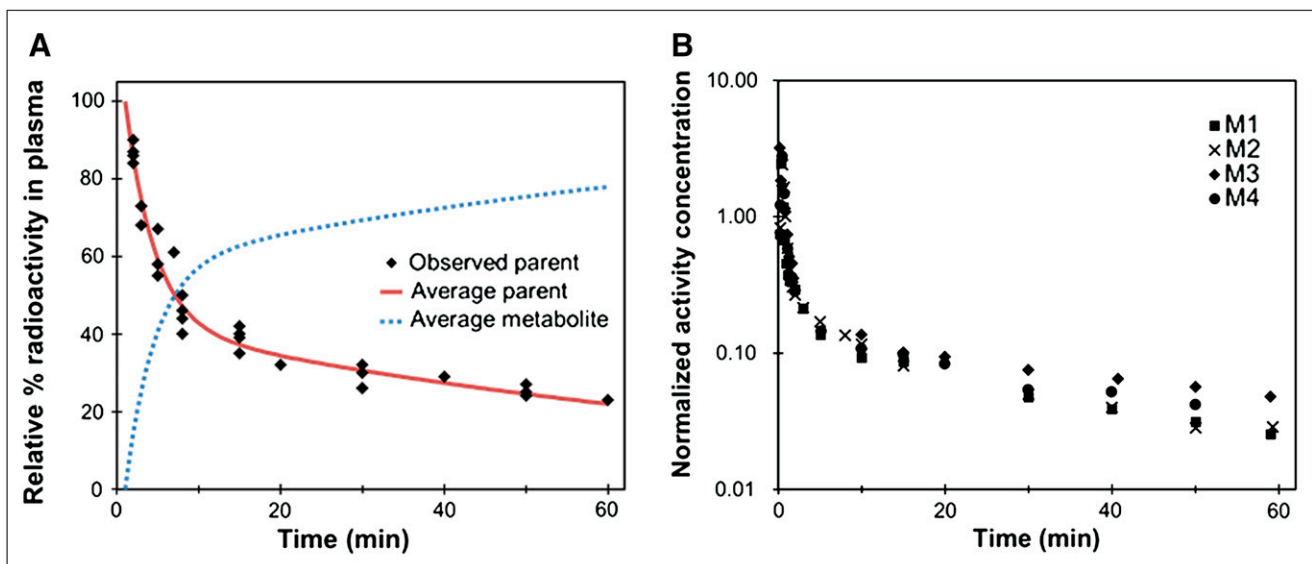 A
Relative % radioactivity in plasma
100
80
60
40
20
0
Observed parent
Average parent
Average metabolite
0
20
40
60
Time (min)
B
Normalized activity concentration
10.00
1.00
0.10
0.01
M1
M2
M3
M4
0
20
40
60
Time (min)